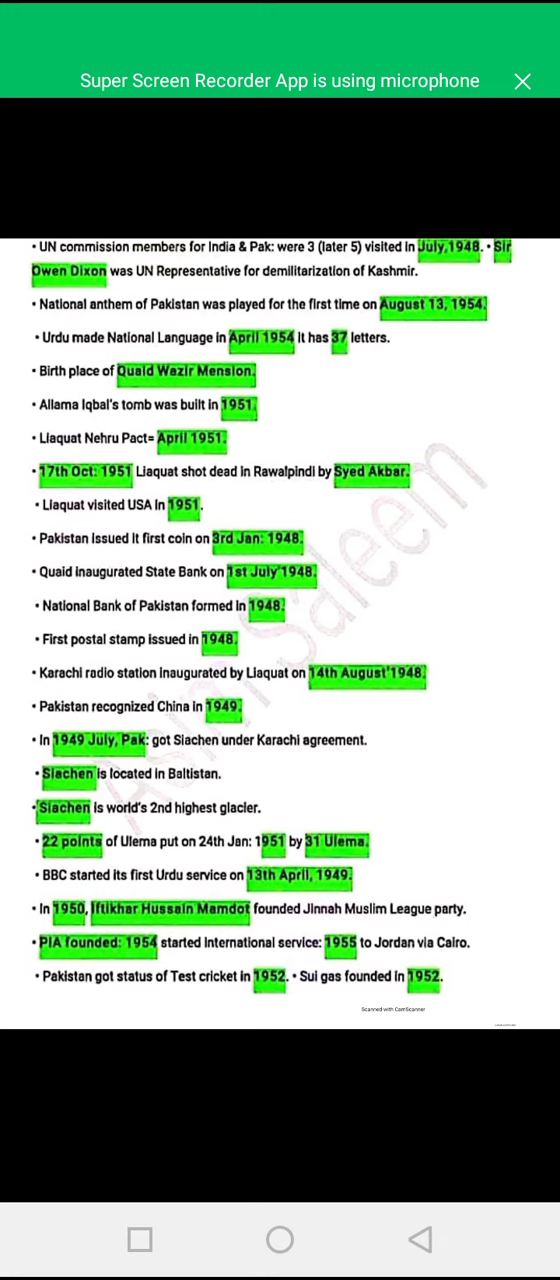 Super Screen Recorder App is using microphone
• UN commission members for India & Pak: were 3 (later 5) visited in July,1948. • Sir
Owen Dixon was UN Representative for demilitarization of Kashmir.
• National anthem of Pakistan was played for the first time on August 13, 1954.
• Urdu made National Language in April 1954 it has 37 letters.
• Birth place of Quaid Wazir Mension.
• Allama Iqbal's tomb was built in 1951.
• Liaquat Nehru Pact= April 1951.
• 17th Oct: 1951 Liaquat shot dead in Rawalpindi by Syed Akbar.
• Liaquat visited USA in 1951.
• Pakistan issued it first coin on 3rd Jan: 1948.
• Quaid inaugurated State Bank on 1st July'1948.
• National Bank of Pakistan formed in 1948.
• First postal stamp issued in 1948.
• Karachi radio station inaugurated by Liaquat on 14th August'1948.
• Pakistan recognized China in 1949.
• In 1949 July, Pak: got Siachen under Karachi agreement.
• Siachen is located in Baltistan.
• Siachen is world's 2nd highest glacier.
• 22 points of Ulema put on 24th Jan: 1951 by 31 Ulema.
• BBC started its first Urdu service on 13th April, 1949.
• In 1950, Iftikhar Hussain Mamdot founded Jinnah Muslim League party.
• PIA founded: 1954 started International service: 1955 to Jordan via Cairo.
• Pakistan got status of Test cricket in 1952. • Sui gas founded in 1952.
Scanned with CamScanner
Asim Saleem